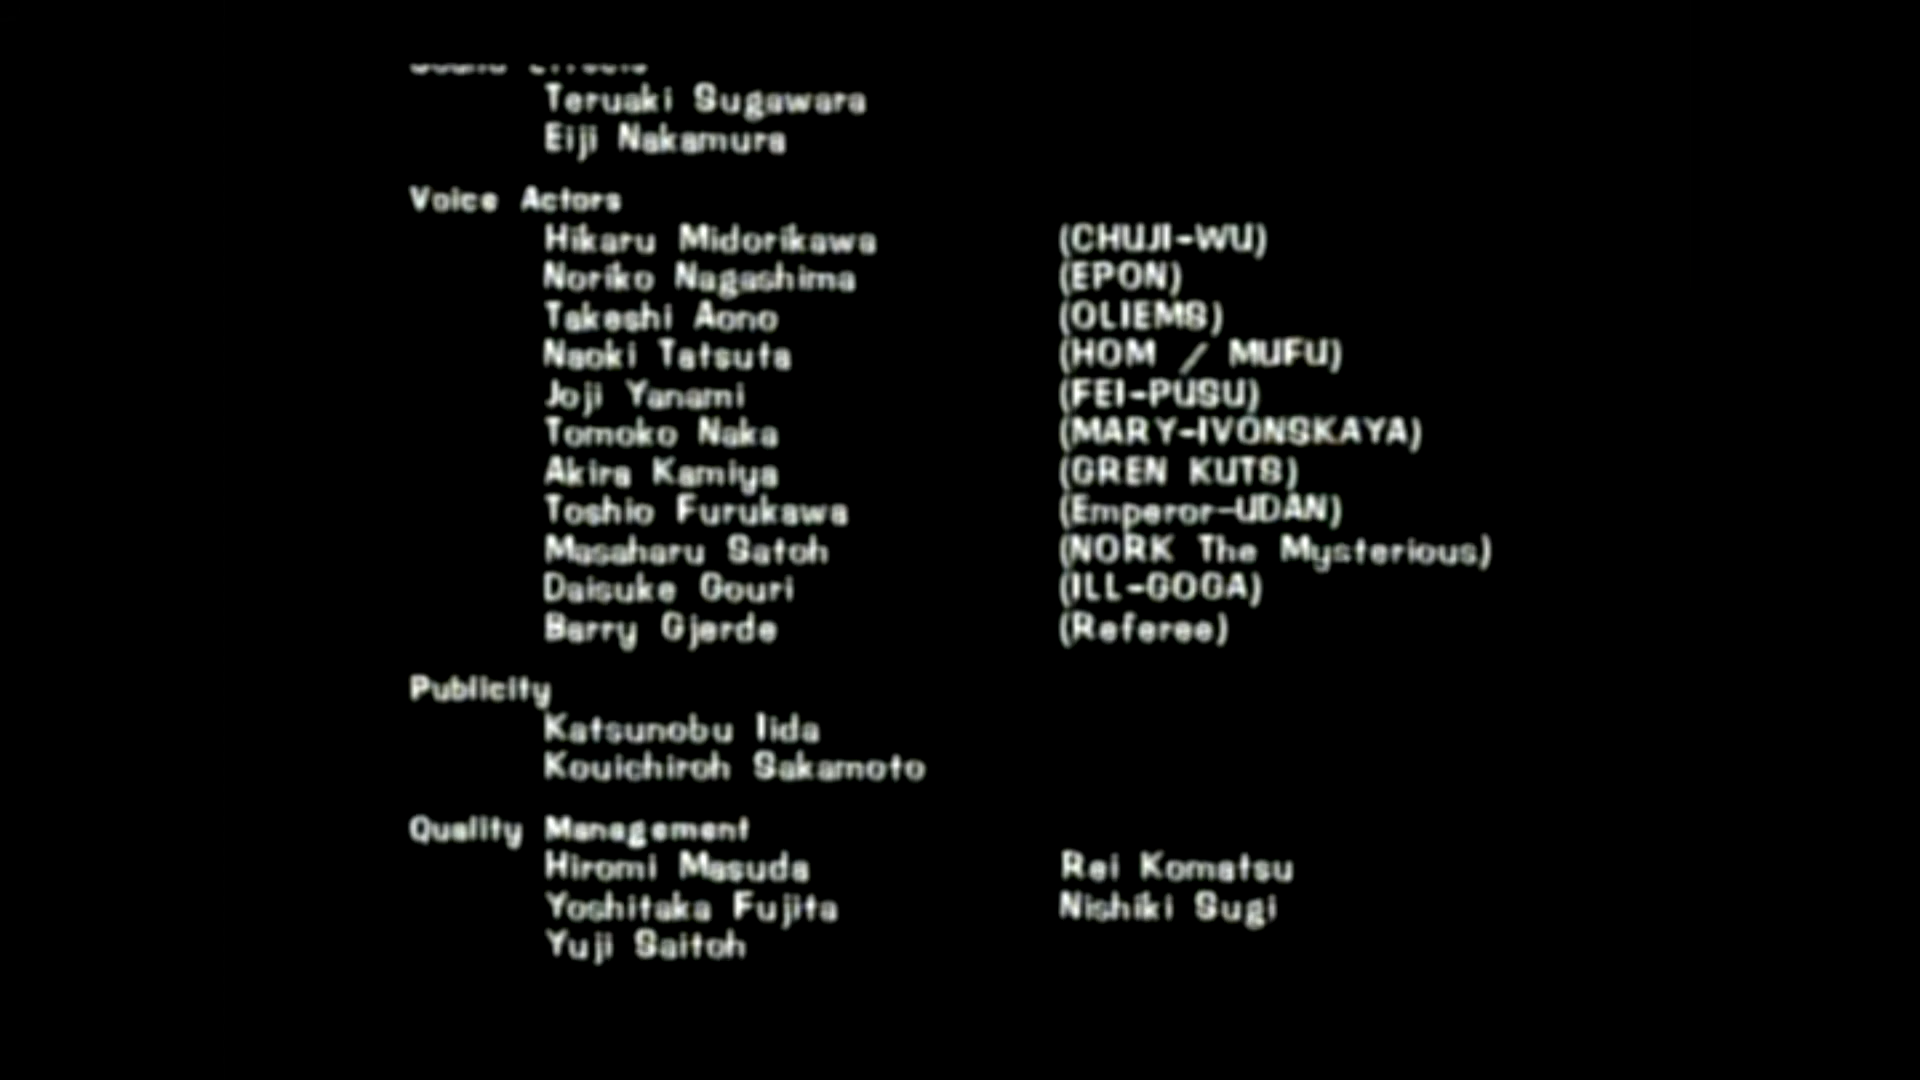 Sound Effects
Teruaki Sugawara
Eiji Nakamura
Voice Actors
Hikaru Midorikawa (CHUJI-WU)
Noriko Nagashima (EPON)
Takeshi Aono (OLIEMS)
Naoki Tatsuta (HOM / MUFU)
Joji Yanami (FEI-PUSU)
Tomoko Naka (MARY-IVONSKAYA)
Akira Kamiya (GREN KUTS)
Toshio Furukawa (Emperor-UDAN)
Masaharu Satoh (NORK The Mysterious)
Daisuke Gouri (ILL-GOGA)
Barry Gjerde (Referee)
Publicity
Katsunobu Iida
Kouichiroh Sakamoto
Quality Management
Hiromi Masuda Rei Komatsu
Yoshitaka Fujita Nishiki Sugi
Yuji Saitoh